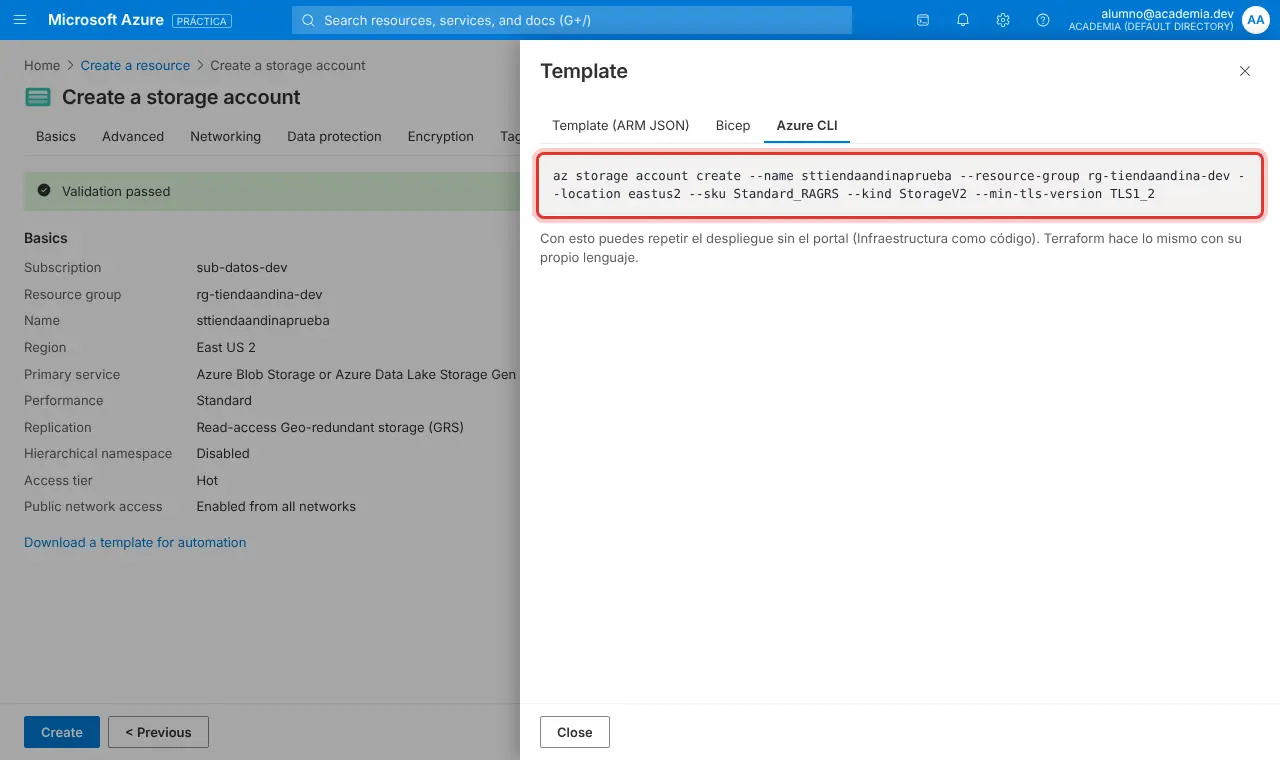 Microsoft Azure PRÁCTICA
Search resources, services, and docs (G+/)
alumno@academia.dev
ACADEMIA (DEFAULT DIRECTORY)
AA
Home > Create a resource > Create a storage account
Create a storage account
Basics Advanced Networking Data protection Encryption Tag
Validation passed
Basics
Subscription sub-datos-dev
Resource group rg-tiendaandina-dev
Name sttiendaandinaprueba
Region East US 2
Primary service Azure Blob Storage or Azure Data Lake Storage Gen
Performance Standard
Replication Read-access Geo-redundant storage (GRS)
Hierarchical namespace Disabled
Access tier Hot
Public network access Enabled from all networks
Download a template for automation
Create < Previous
Template
Template (ARM JSON) Bicep Azure CLI
az storage account create --name sttiendaandinaprueba --resource-group rg-tiendaandina-dev -
-location eastus2 --sku Standard_RAGRS --kind StorageV2 --min-tls-version TLS1_2
Con esto puedes repetir el despliegue sin el portal (Infraestructura como código). Terraform hace lo mismo con su
propio lenguaje.
Close